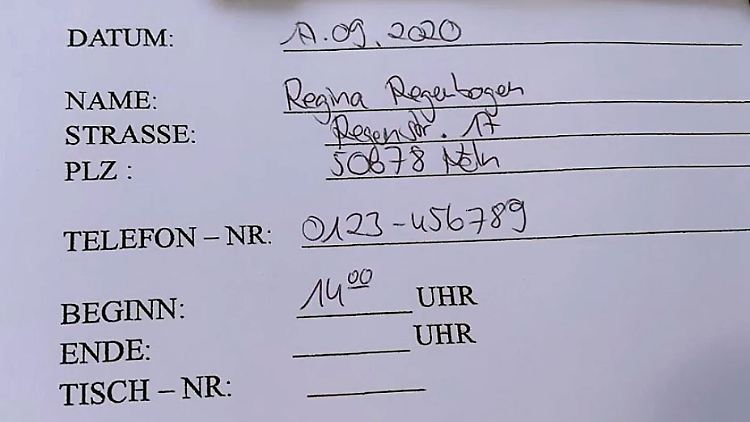 DATUM: 17.09.2020
NAME: Regina Regenbogen
STRASSE: Regenstr. 17
PLZ : 50678 Köln
TELEFON – NR: 0123-456789
BEGINN: 14⁰⁰ UHR
ENDE: UHR
TISCH – NR: